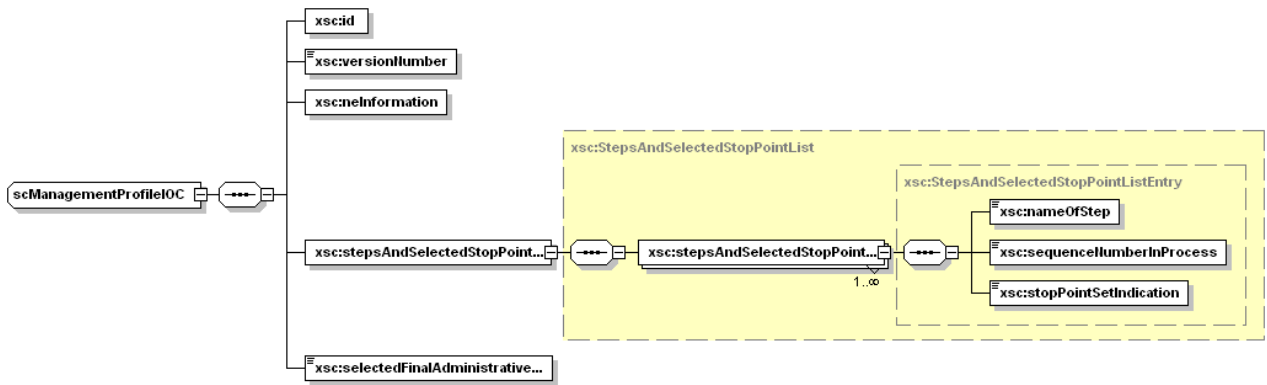 xsc:id
xsc:versionNumber
xsc:neInformation
xsc:StepsAndSelectedStopPointList
xsc:StepsAndSelectedStopPointListEntry
scManagementProfileIOC
xsc:nameOfStep
xsc:stepsAndSelectedStopPoint...
xsc:stepsAndSelectedStopPoint...
xsc:sequenceNumberInProcess
1..∞
xsc:stopPointSetIndication
xsc:selectedFinalAdministrative...